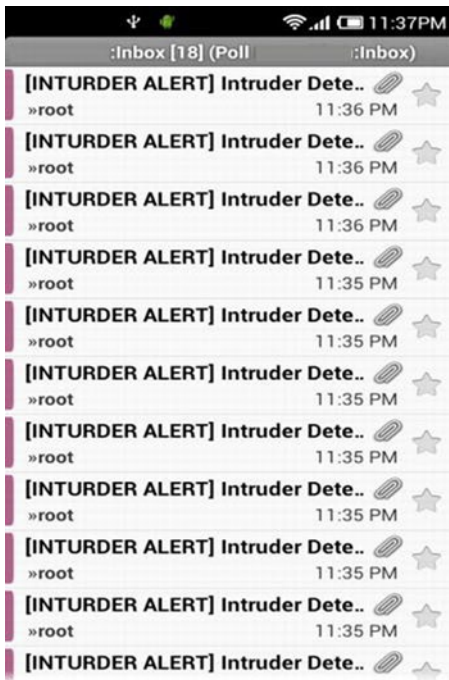 11:37PM
:Inbox [18] (Poll :Inbox)
[INTURDER ALERT] Intruder Dete..
»root 11:36 PM
[INTURDER ALERT] Intruder Dete..
»root 11:36 PM
[INTURDER ALERT] Intruder Dete..
»root 11:36 PM
[INTURDER ALERT] Intruder Dete..
»root 11:35 PM
[INTURDER ALERT] Intruder Dete..
»root 11:35 PM
[INTURDER ALERT] Intruder Dete..
»root 11:35 PM
[INTURDER ALERT] Intruder Dete..
»root 11:35 PM
[INTURDER ALERT] Intruder Dete..
»root 11:35 PM
[INTURDER ALERT] Intruder Dete..
»root 11:35 PM
[INTURDER ALERT] Intruder Dete..
»root 11:35 PM
[INTURDER ALERT] Intruder Dete..